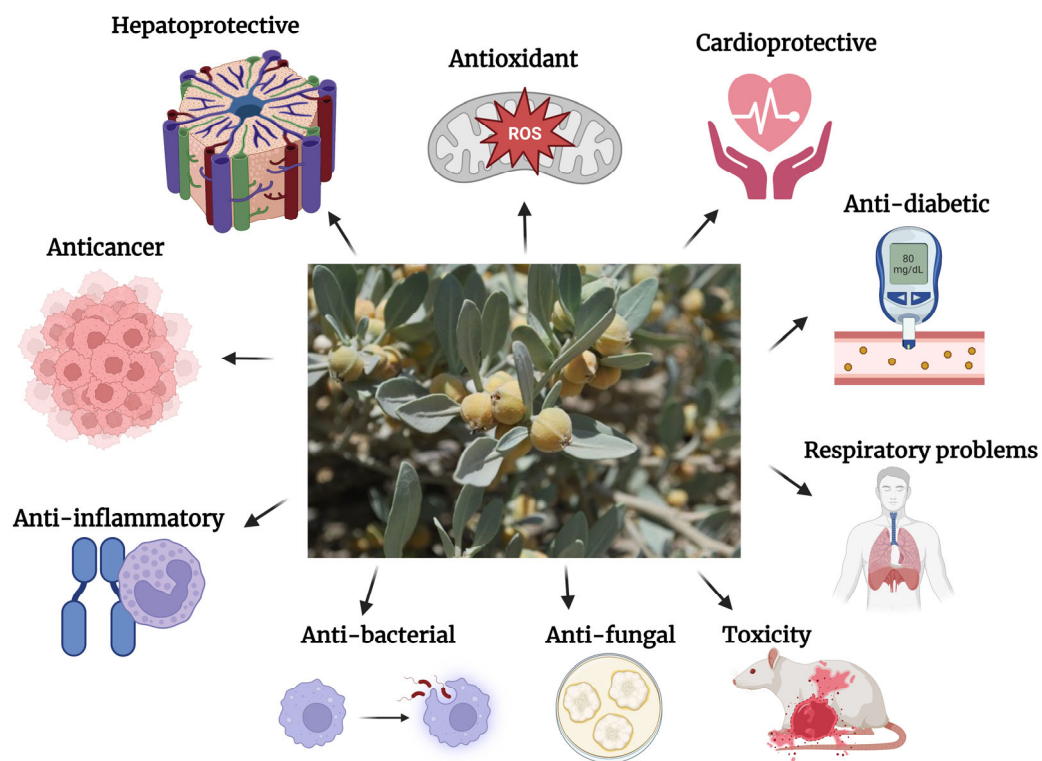 Hepatoprotective
Antioxidant
Cardioprotective
ROS
Anti-diabetic
80
mg/dL
Anticancer
Respiratory problems
Anti-inflammatory
Anti-bacterial
Anti-fungal
Toxicity